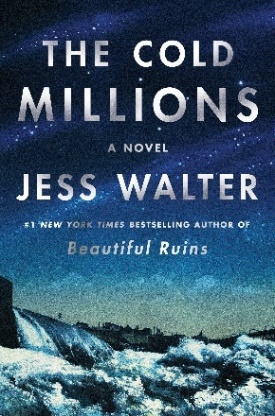 THE COLD
MILLIONS
A NOVEL
JESS WALTER
#1 NEW YORK TIMES BESTSELLING AUTHOR OF
Beautiful Ruins